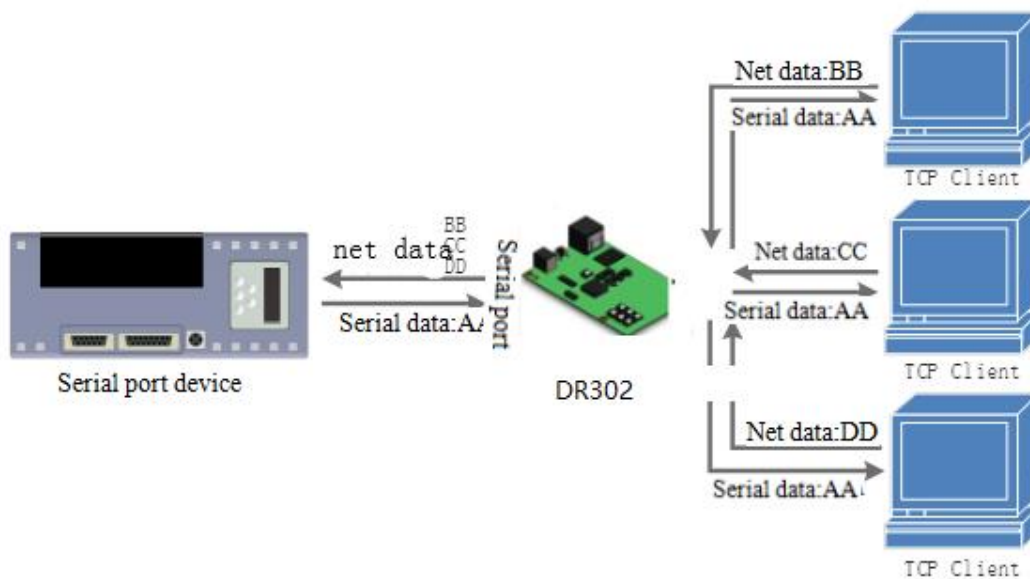 Net data:BB
Serial data:AA
TCP Client
BB
CC
DD
net data
Serial data:AA
Serial port
Serial port device
DR302
Net data:CC
Serial data:AA
TCP Client
Net data:DD
Serial data:AA
TCP Client